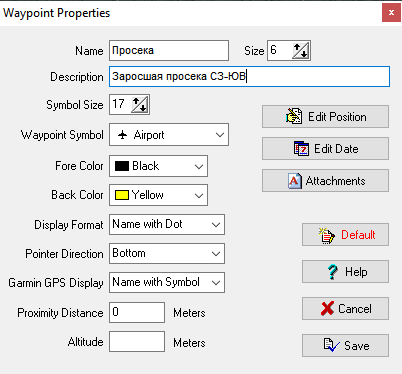 Waypoint Properties
Name Просека Size 6
Description Заросшая просека СЗ-ЮВ
Symbol Size 17
Waypoint Symbol Airport
Edit Position
Edit Date
Fore Color Black
Attachments
Back Color Yellow
Display Format Name with Dot
Default
Pointer Direction Bottom
Help
Garmin GPS Display Name with Symbol
Proximity Distance 0 Meters
Cancel
Altitude Meters
Save